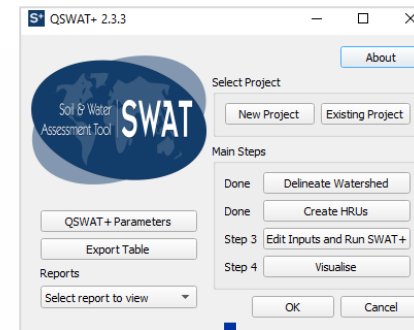 QSWAT+ 2.3.3
About
Select Project
New Project
Existing Project
Soil & Water
Assessment Tool
SWAT
Main Steps
Done
Delineate Watershed
Done
Create HRUs
Step 3
Edit Inputs and Run SWAT+
Step 4
Visualise
QSWAT+ Parameters
Export Table
Reports
Select report to view
OK
Cancel